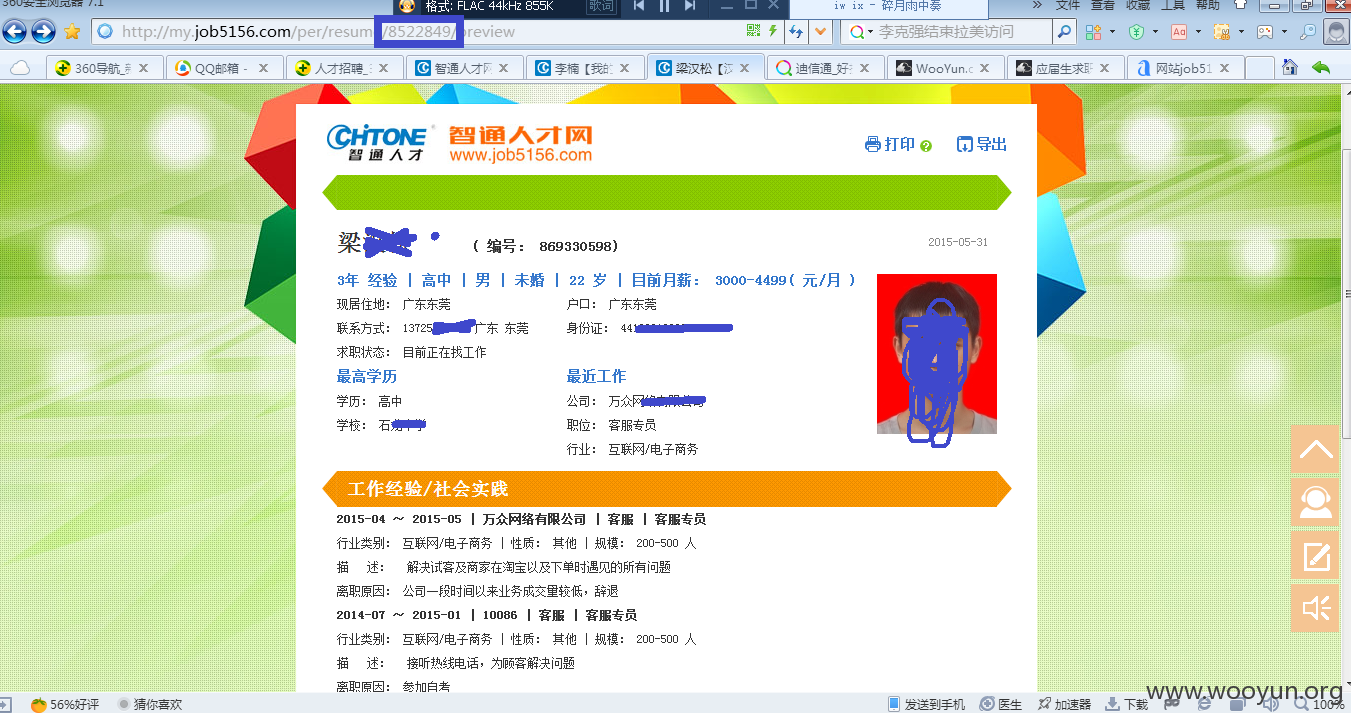 360安全浏览器 7.1
格式: FLAC 44kHz 855K
歌词
iw ix - 碎月雨中奏
» 文件 查看 收藏 工具 帮助
http://my.job5156.com/per/resum /8522849/ preview
李克强结束拉美访问
360导航_
QQ邮箱 -
人才招聘_
智通人才网
李楠【我的
梁汉松【
迪信通_好
WooYun.o
应届生求职
网站job51
CHITONE
智通人才
智通人才网
www.job5156.com
打印
导出
梁
( 编号: 869330598)
2015-05-31
3年 经验 | 高中 | 男 | 未婚 | 22 岁 | 目前月薪: 3000-4499( 元/月 )
现居住地: 广东东莞
户口: 广东东莞
联系方式: 13725 广东 东莞
身份证: 44
求职状态: 目前正在找工作
最高学历
最近工作
学历: 高中
公司: 万众网
学校: 石
职位: 客服专员
行业: 互联网/电子商务
工作经验/社会实践
2015-04 ~ 2015-05 | 万众网络有限公司 | 客服 | 客服专员
行业类别: 互联网/电子商务 | 性质: 其他 | 规模: 200-500 人
描 述: 解决试客及商家在淘宝以及下单时遇见的所有问题
离职原因: 公司一段时间以来业务成交量较低，辞退
2014-07 ~ 2015-01 | 10086 | 客服 | 客服专员
行业类别: 互联网/电子商务 | 性质: 其他 | 规模: 200-500 人
描 述: 接听热线电话，为顾客解决问题
离职原因: 参加自考
www.wooyun.org
56%好评
猜你喜欢
发送到手机
医生
加速器
下载
100%